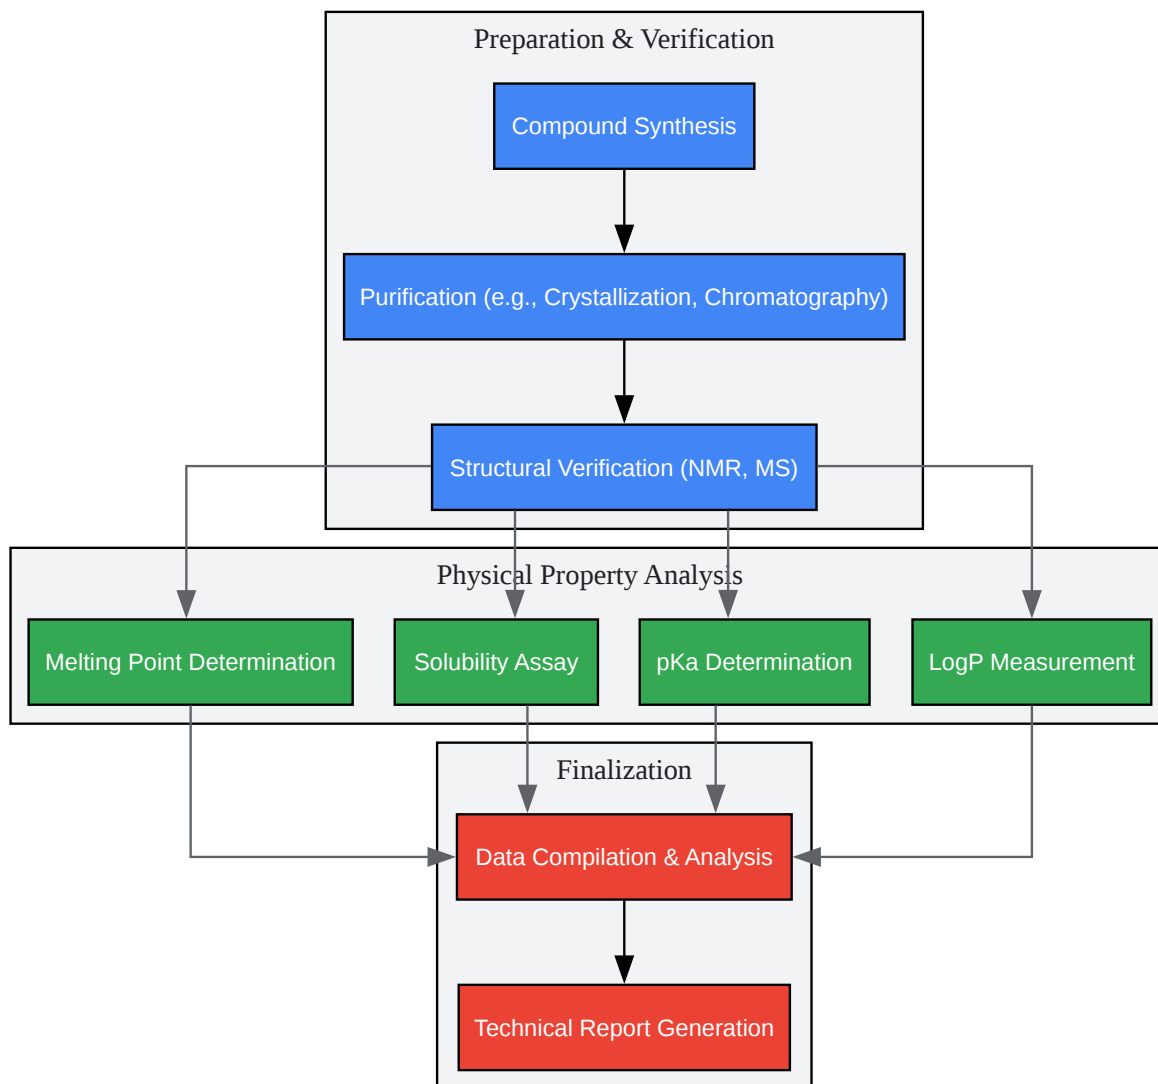 Preparation & Verification
Compound Synthesis
Purification (e.g., Crystallization, Chromatography)
Structural Verification (NMR, MS)
Physical Property Analysis
Melting Point Determination
Solubility Assay
pKa Determination
LogP Measurement
Finalization
Data Compilation & Analysis
Technical Report Generation